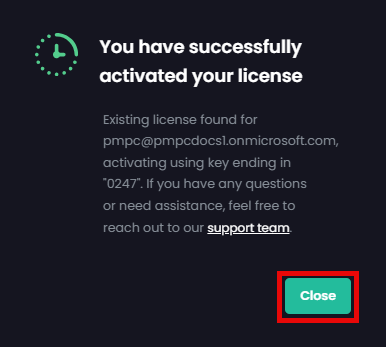 You have successfully
activated your license
Existing license found for
pmpc@pmpcdocs1.onmicrosoft.com,
activating using key ending in
"0247". If you have any questions
or need assistance, feel free to
reach out to our support team.
Close